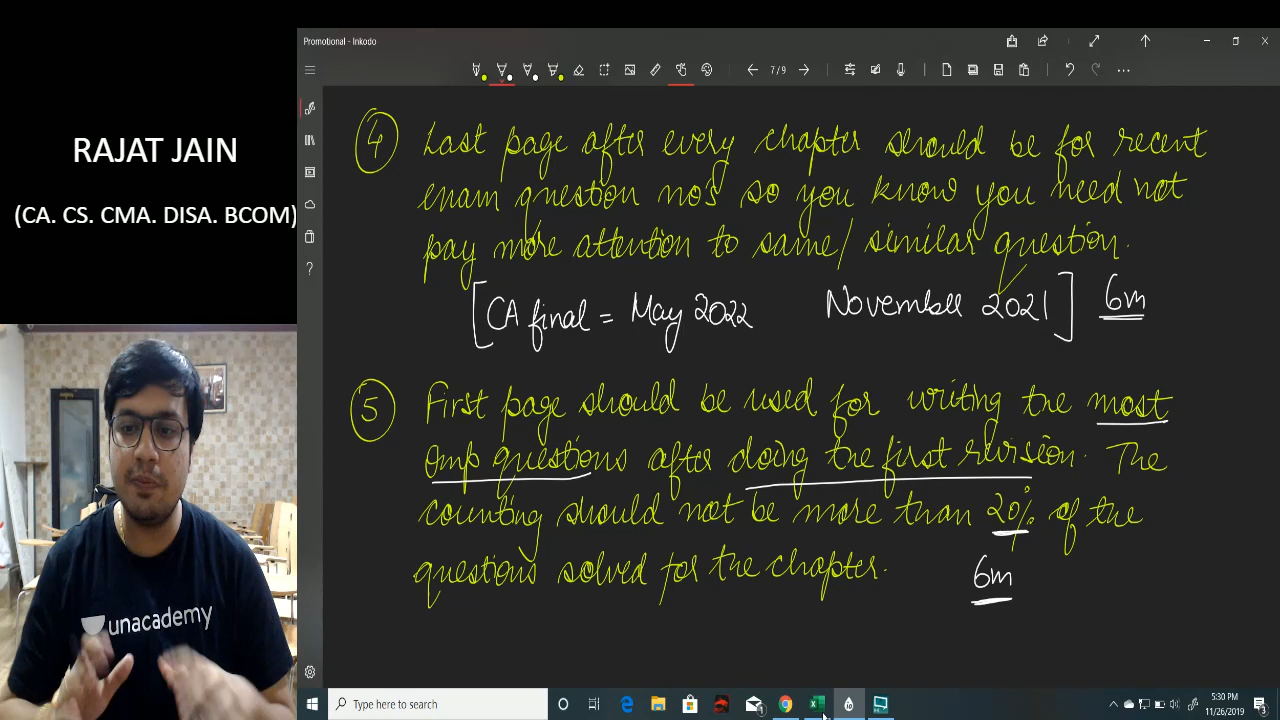 Promotional - Inkodo
7/9
RAJAT JAIN
(CA. CS. CMA. DISA. BCOM)
unacademy
4 Last page after every chapter should be for recent
exam question no's so you know you need not
pay more attention to same/similar question.
[CA final = May 2022 November 2021] 6m
5 First page should be used for writing the most
imp questions after doing the first revision. The
counting should not be more than 20% of the
questions solved for the chapter.
6m
Type here to search
5:30 PM
11/26/2019